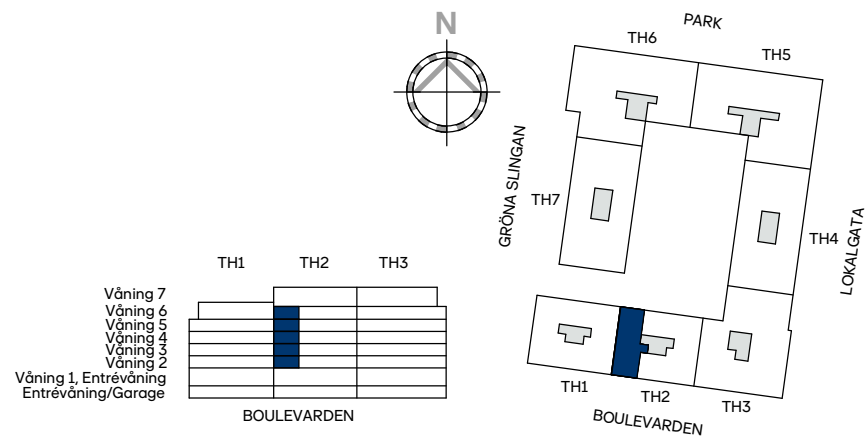 N
PARK
TH6
TH5
GRÖNA SLINGAN
TH7
TH4
LOKALGATA
TH1
TH2
TH3
BOULEVARDEN
TH1
TH2
TH3
Våning 7
Våning 6
Våning 5
Våning 4
Våning 3
Våning 2
Våning 1, Entrévåning
Entrévåning/Garage
BOULEVARDEN